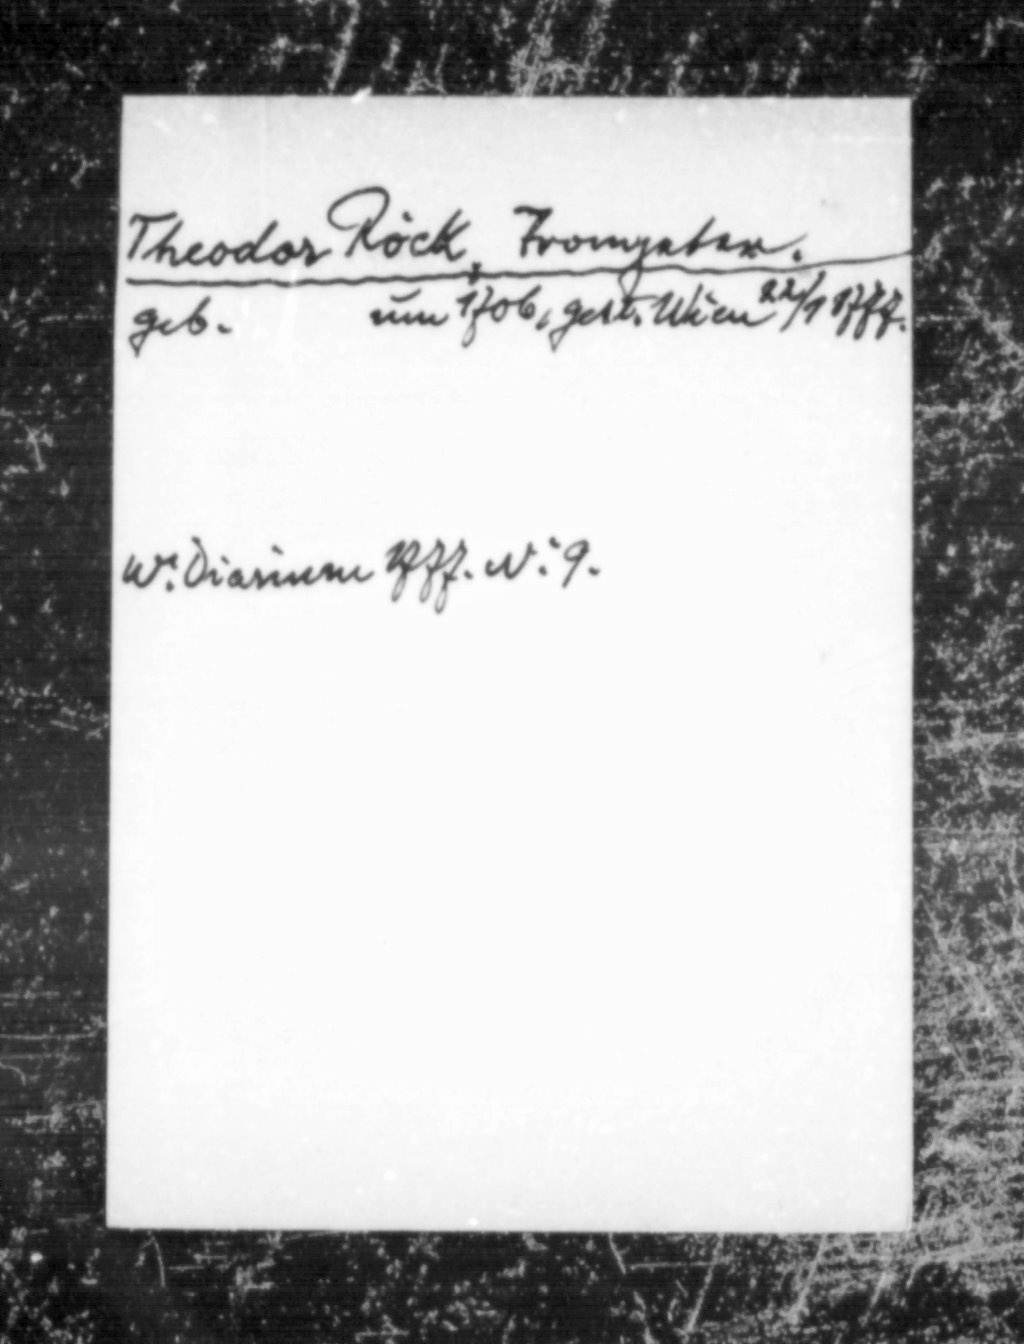 Theodor Röck, Trompeter.
geb. um 1706, gest. Wien 22/1 1777.
W. Diarium 1777. N: 9.